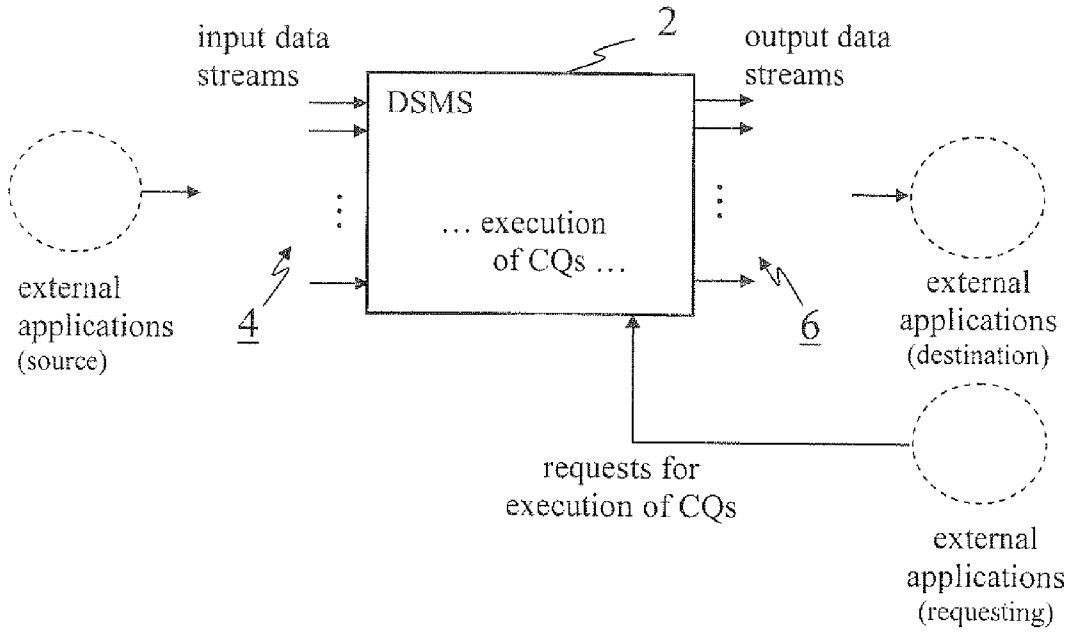 input data
streams
2
output data
streams
DSMS
... execution
of CQs ...
external
applications
(source)
4
6
external
applications
(destination)
requests for
execution of CQs
external
applications
(requesting)